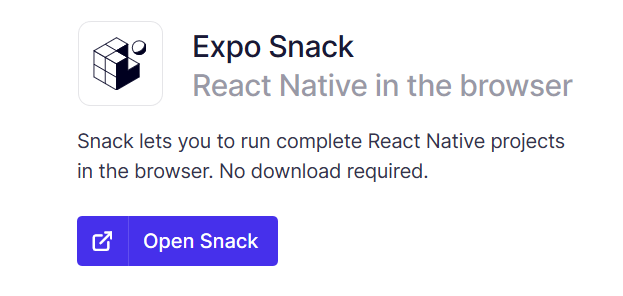 Expo Snack
React Native in the browser
Snack lets you to run complete React Native projects
in the browser. No download required.
Open Snack